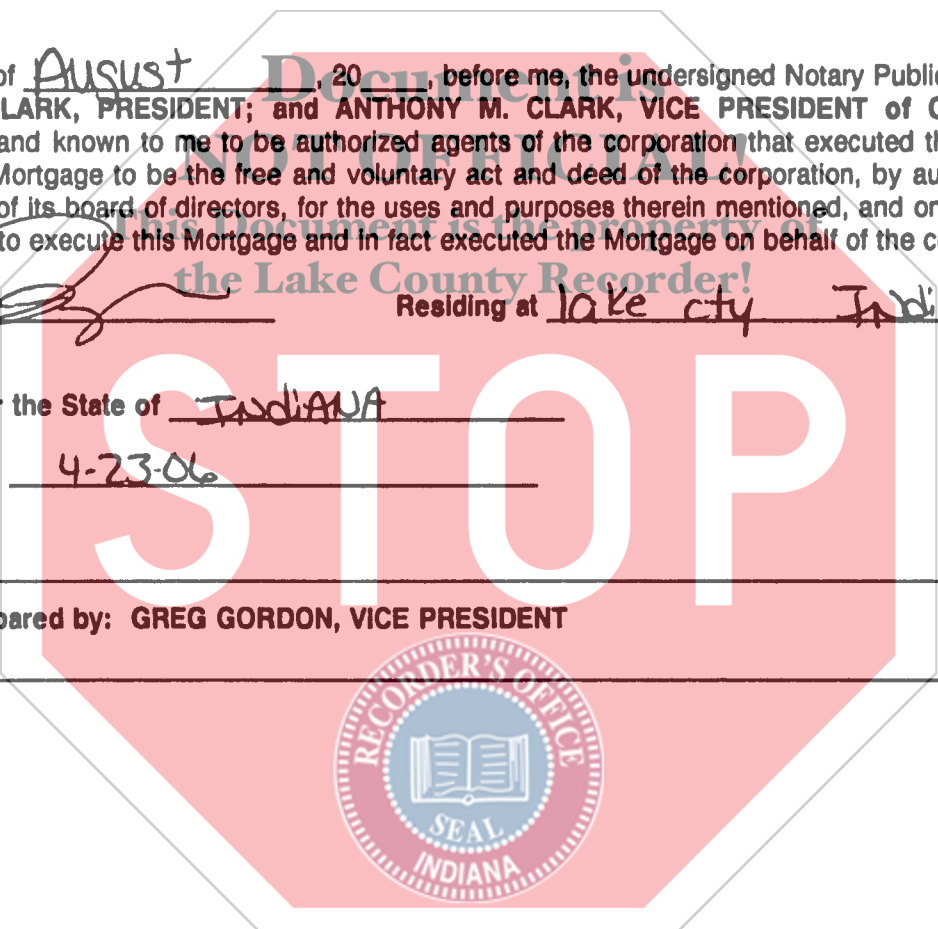 of August, 20____, before me, the undersigned Notary Public
LARK, PRESIDENT; and ANTHONY M. CLARK, VICE PRESIDENT of C
and known to me to be authorized agents of the corporation that executed th
Mortgage to be the free and voluntary act and deed of the corporation, by au
of its board of directors, for the uses and purposes therein mentioned, and on
to execute this Mortgage and in fact executed the Mortgage on behalf of the c
Document is
NOT OFFICIAL!
This Document is the property of
the Lake County Recorder!
Residing at lake cty Indi
the State of INdiANA
4-23-06
STOP
pared by: GREG GORDON, VICE PRESIDENT
RECORDER'S OFFICE
SEAL
INDIANA